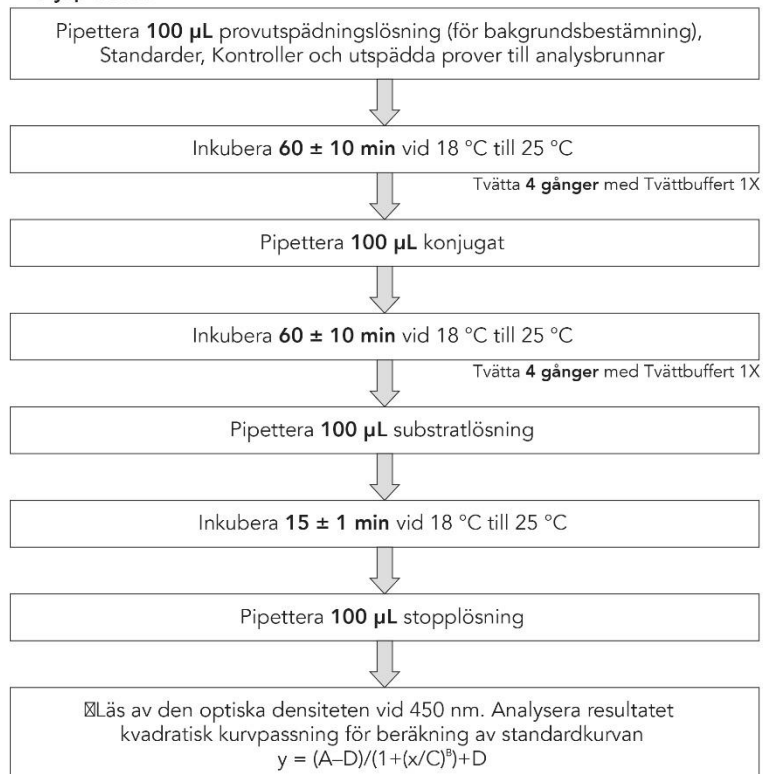 Pipettera 100 µL provutspädningslösning (för bakgrundsbestämning),
Standarder, Kontroller och utspädda prover till analysbrunnar
Inkubera 60 ± 10 min vid 18 °C till 25 °C
Tvätta 4 gånger med Tvättbuffert 1X
Pipettera 100 µL konjugat
Inkubera 60 ± 10 min vid 18 °C till 25 °C
Tvätta 4 gånger med Tvättbuffert 1X
Pipettera 100 µL substratlösning
Inkubera 15 ± 1 min vid 18 °C till 25 °C
Pipettera 100 µL stopplösning
Läs av den optiska densiteten vid 450 nm. Analysera resultatet
kvadratisk kurvpassning för beräkning av standardkurvan
y = (A–D)/(1+(x/C)ᴮ)+D